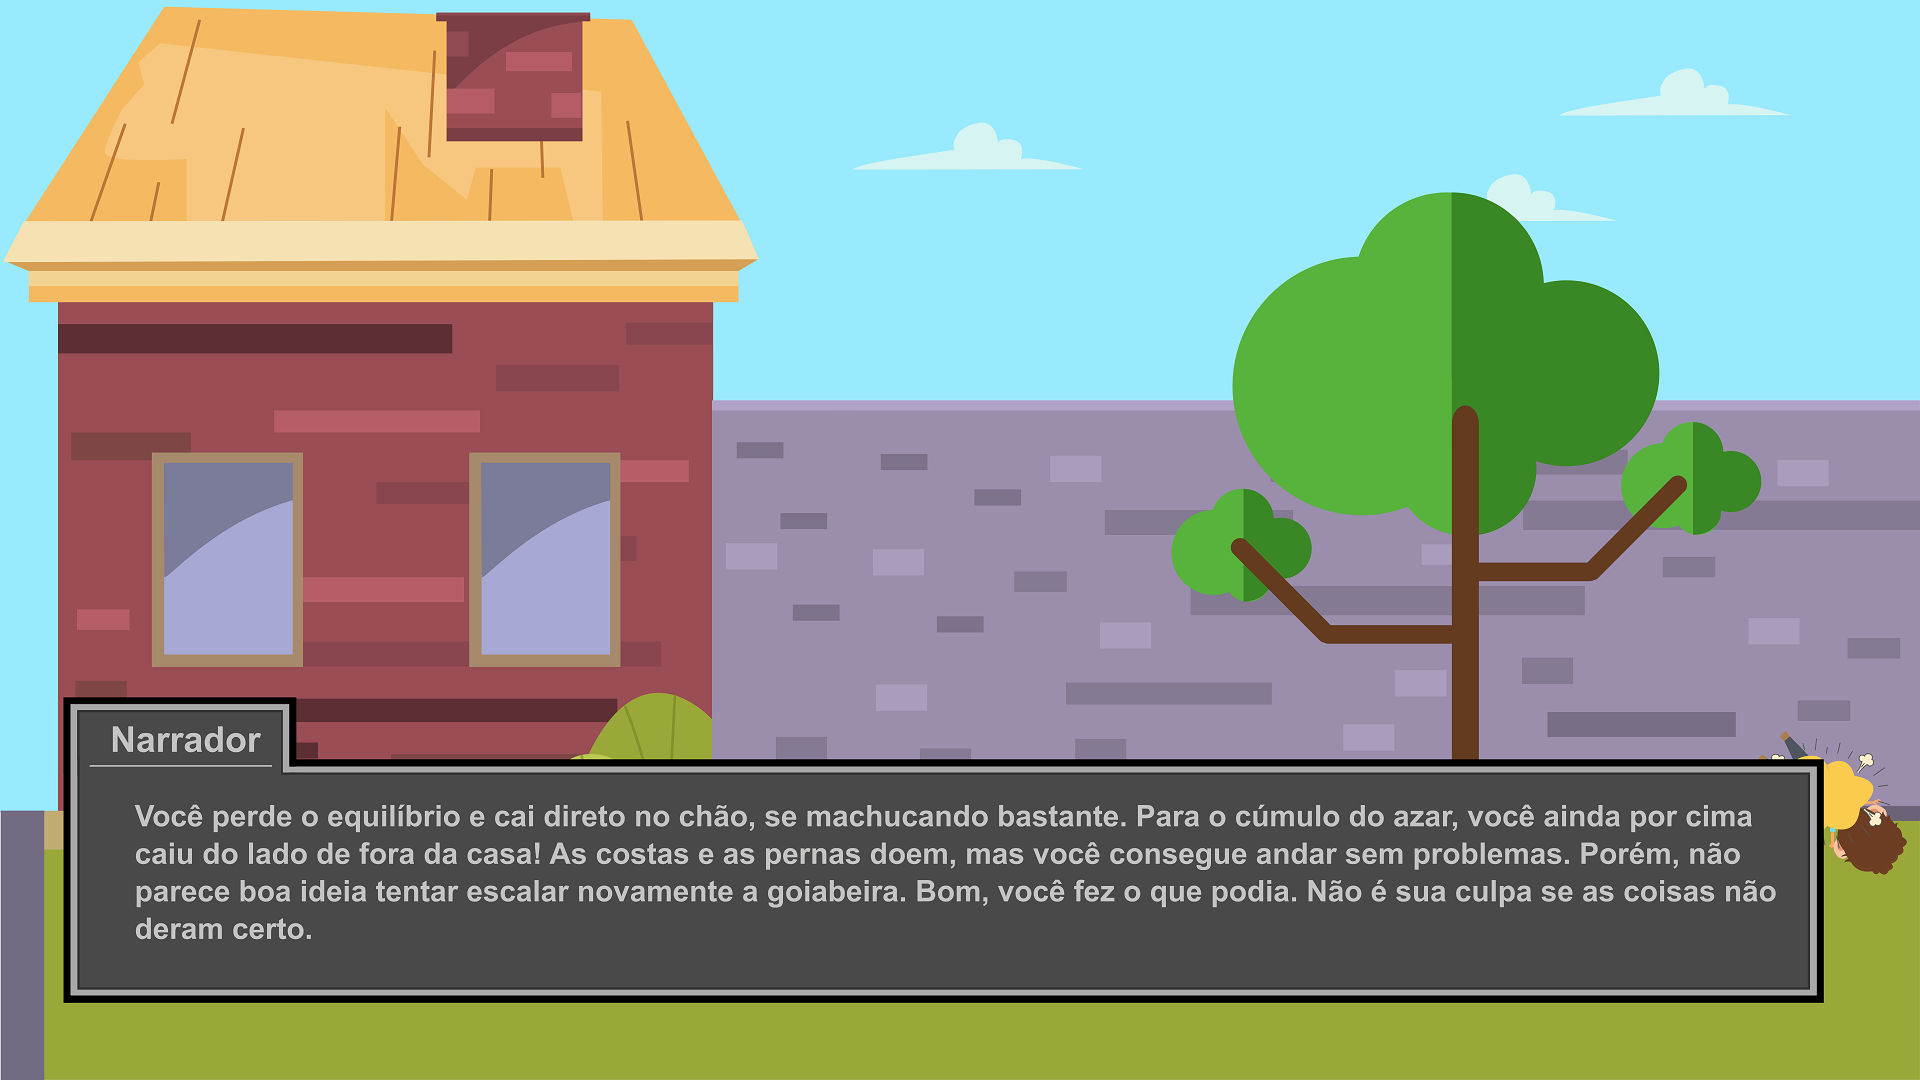 Narrador
Você perde o equilíbrio e cai direto no chão, se machucando bastante. Para o cúmulo do azar, você ainda por cima
caiu do lado de fora da casa! As costas e as pernas doem, mas você consegue andar sem problemas. Porém, não
parece boa ideia tentar escalar novamente a goiabeira. Bom, você fez o que podia. Não é sua culpa se as coisas não
deram certo.